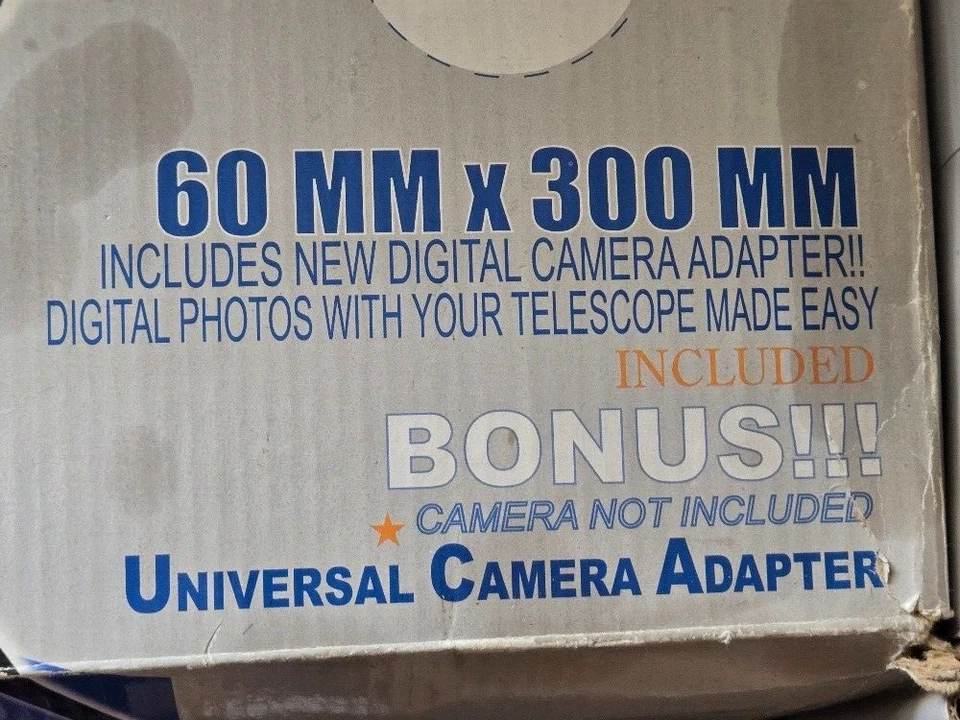 60 MM x 300 MM
INCLUDES NEW DIGITAL CAMERA ADAPTER!!
DIGITAL PHOTOS WITH YOUR TELESCOPE MADE EASY
INCLUDED
BONUS!!!
CAMERA NOT INCLUDED
UNIVERSAL CAMERA ADAPTER